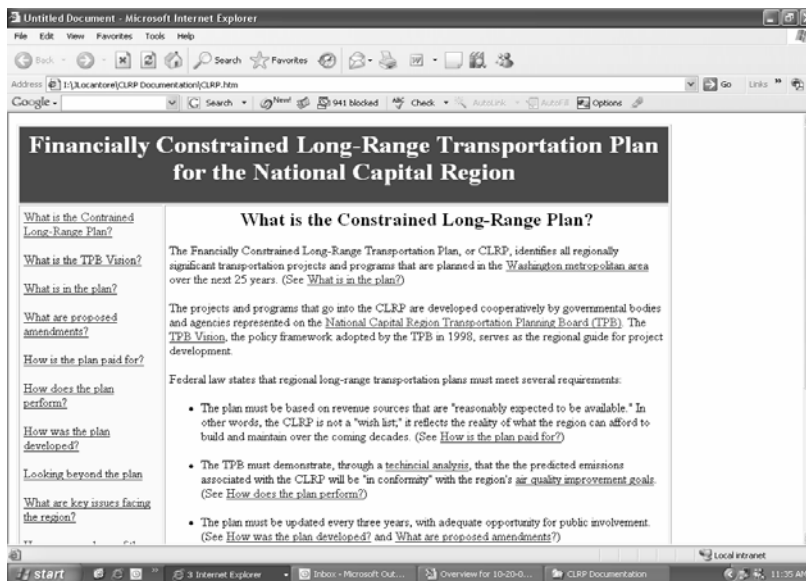 Untitled Document - Microsoft Internet Explorer
File Edit View Favorites Tools Help
Back Search Favorites
Address I:\JLocantore\CLRP Documentation\CLRP.htm Go Links »
Google - Search New! 941 blocked Check AutoLink AutoFill Options
Financially Constrained Long-Range Transportation Plan
for the National Capital Region
What is the Contrained
Long-Range Plan?
What is the TPB Vision?
What is in the plan?
What are proposed
amendments?
How is the plan paid for?
How does the plan
perform?
How was the plan
developed?
Looking beyond the plan
What are key issues facing
the region?
What is the Constrained Long-Range Plan?
The Fnancially Constrained Long-Range Transportation Plan, or CLRP, identifies all regionally
significant transportation projects and programs that are planned in the Washington metropolitan area
over the next 25 years. (See What is in the plan?)
The projects and programs that go into the CLRP are developed cooperatively by governmental bodies
and agencies represented on the National Capital Region Transportation Planning Board (TPB). The
TPB Vision, the policy framework adopted by the TPB in 1998, serves as the regional guide for project
development.
Federal law states that regional long-range transportation plans must meet several requirements:
• The plan must be based on revenue sources that are "reasonably expected to be available." In
other words, the CLRP is not a "wish list;" it reflects the reality of what the region can afford to
build and maintain over the coming decades. (See How is the plan paid for?)
• The TPB must demonstrate, through a techincial analysis, that the the predicted emissions
associated with the CLRP will be "in conformity" with the region's air quality improvement goals.
(See How does the plan perform?)
• The plan must be updated every three years, with adequate opportunity for public involvement.
(See How was the plan developed? and What are proposed amendments?)
Local intranet
start » 3 Internet Explorer Inbox - Microsoft Out... Overview for 10-20-0... CLRP Documentation 11:35 AM